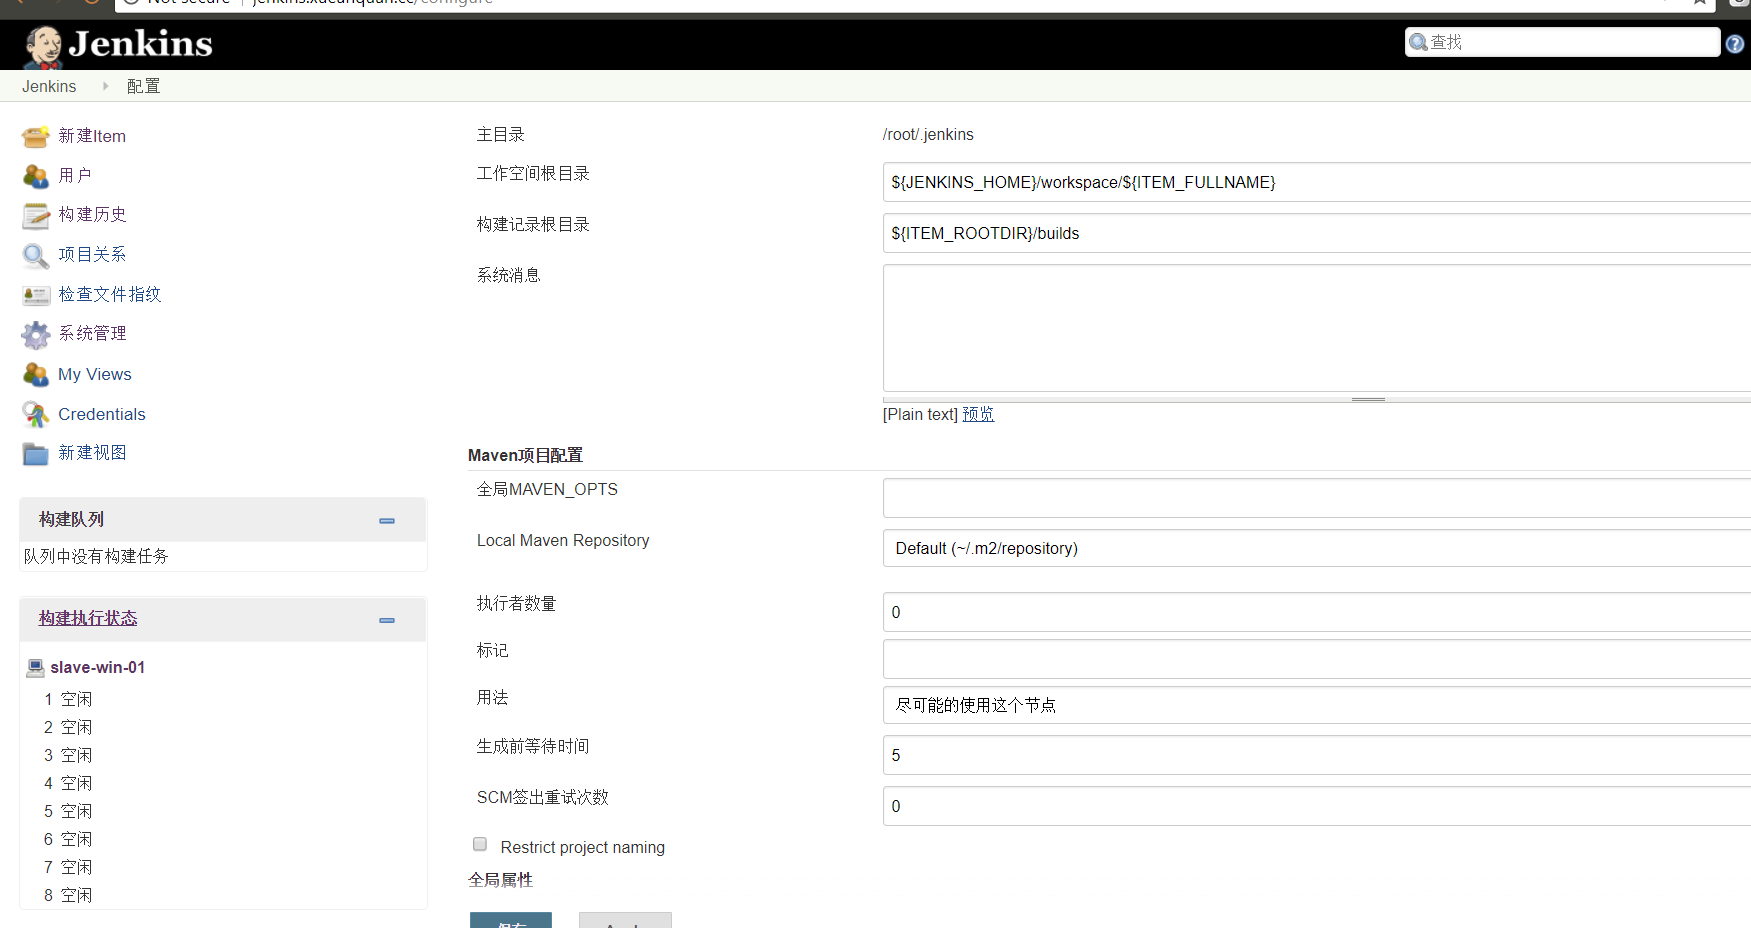 Jenkins
查找
Jenkins
配置
新建Item
用户
构建历史
项目关系
检查文件指纹
系统管理
My Views
Credentials
新建视图
构建队列
队列中没有构建任务
构建执行状态
slave-win-01
1 空闲
2 空闲
3 空闲
4 空闲
5 空闲
6 空闲
7 空闲
8 空闲
主目录
/root/.jenkins
工作空间根目录
${JENKINS_HOME}/workspace/${ITEM_FULLNAME}
构建记录根目录
${ITEM_ROOTDIR}/builds
系统消息
[Plain text] 预览
Maven项目配置
全局MAVEN_OPTS
Local Maven Repository
Default (~/.m2/repository)
执行者数量
0
标记
用法
尽可能的使用这个节点
生成前等待时间
5
SCM签出重试次数
0
Restrict project naming
全局属性